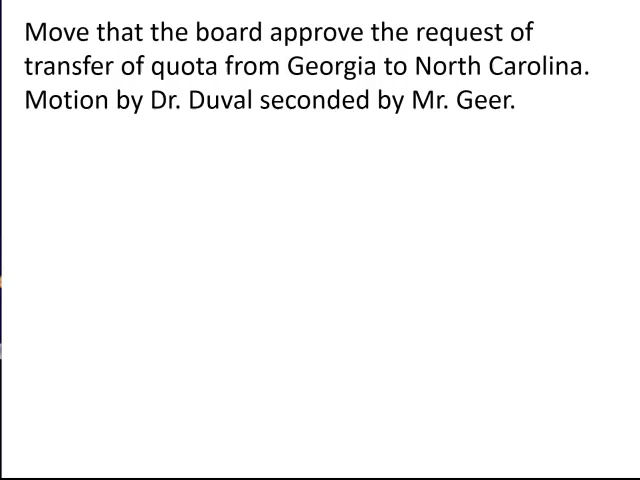 Move that the board approve the request of
transfer of quota from Georgia to North Carolina.
Motion by Dr. Duval seconded by Mr. Geer.